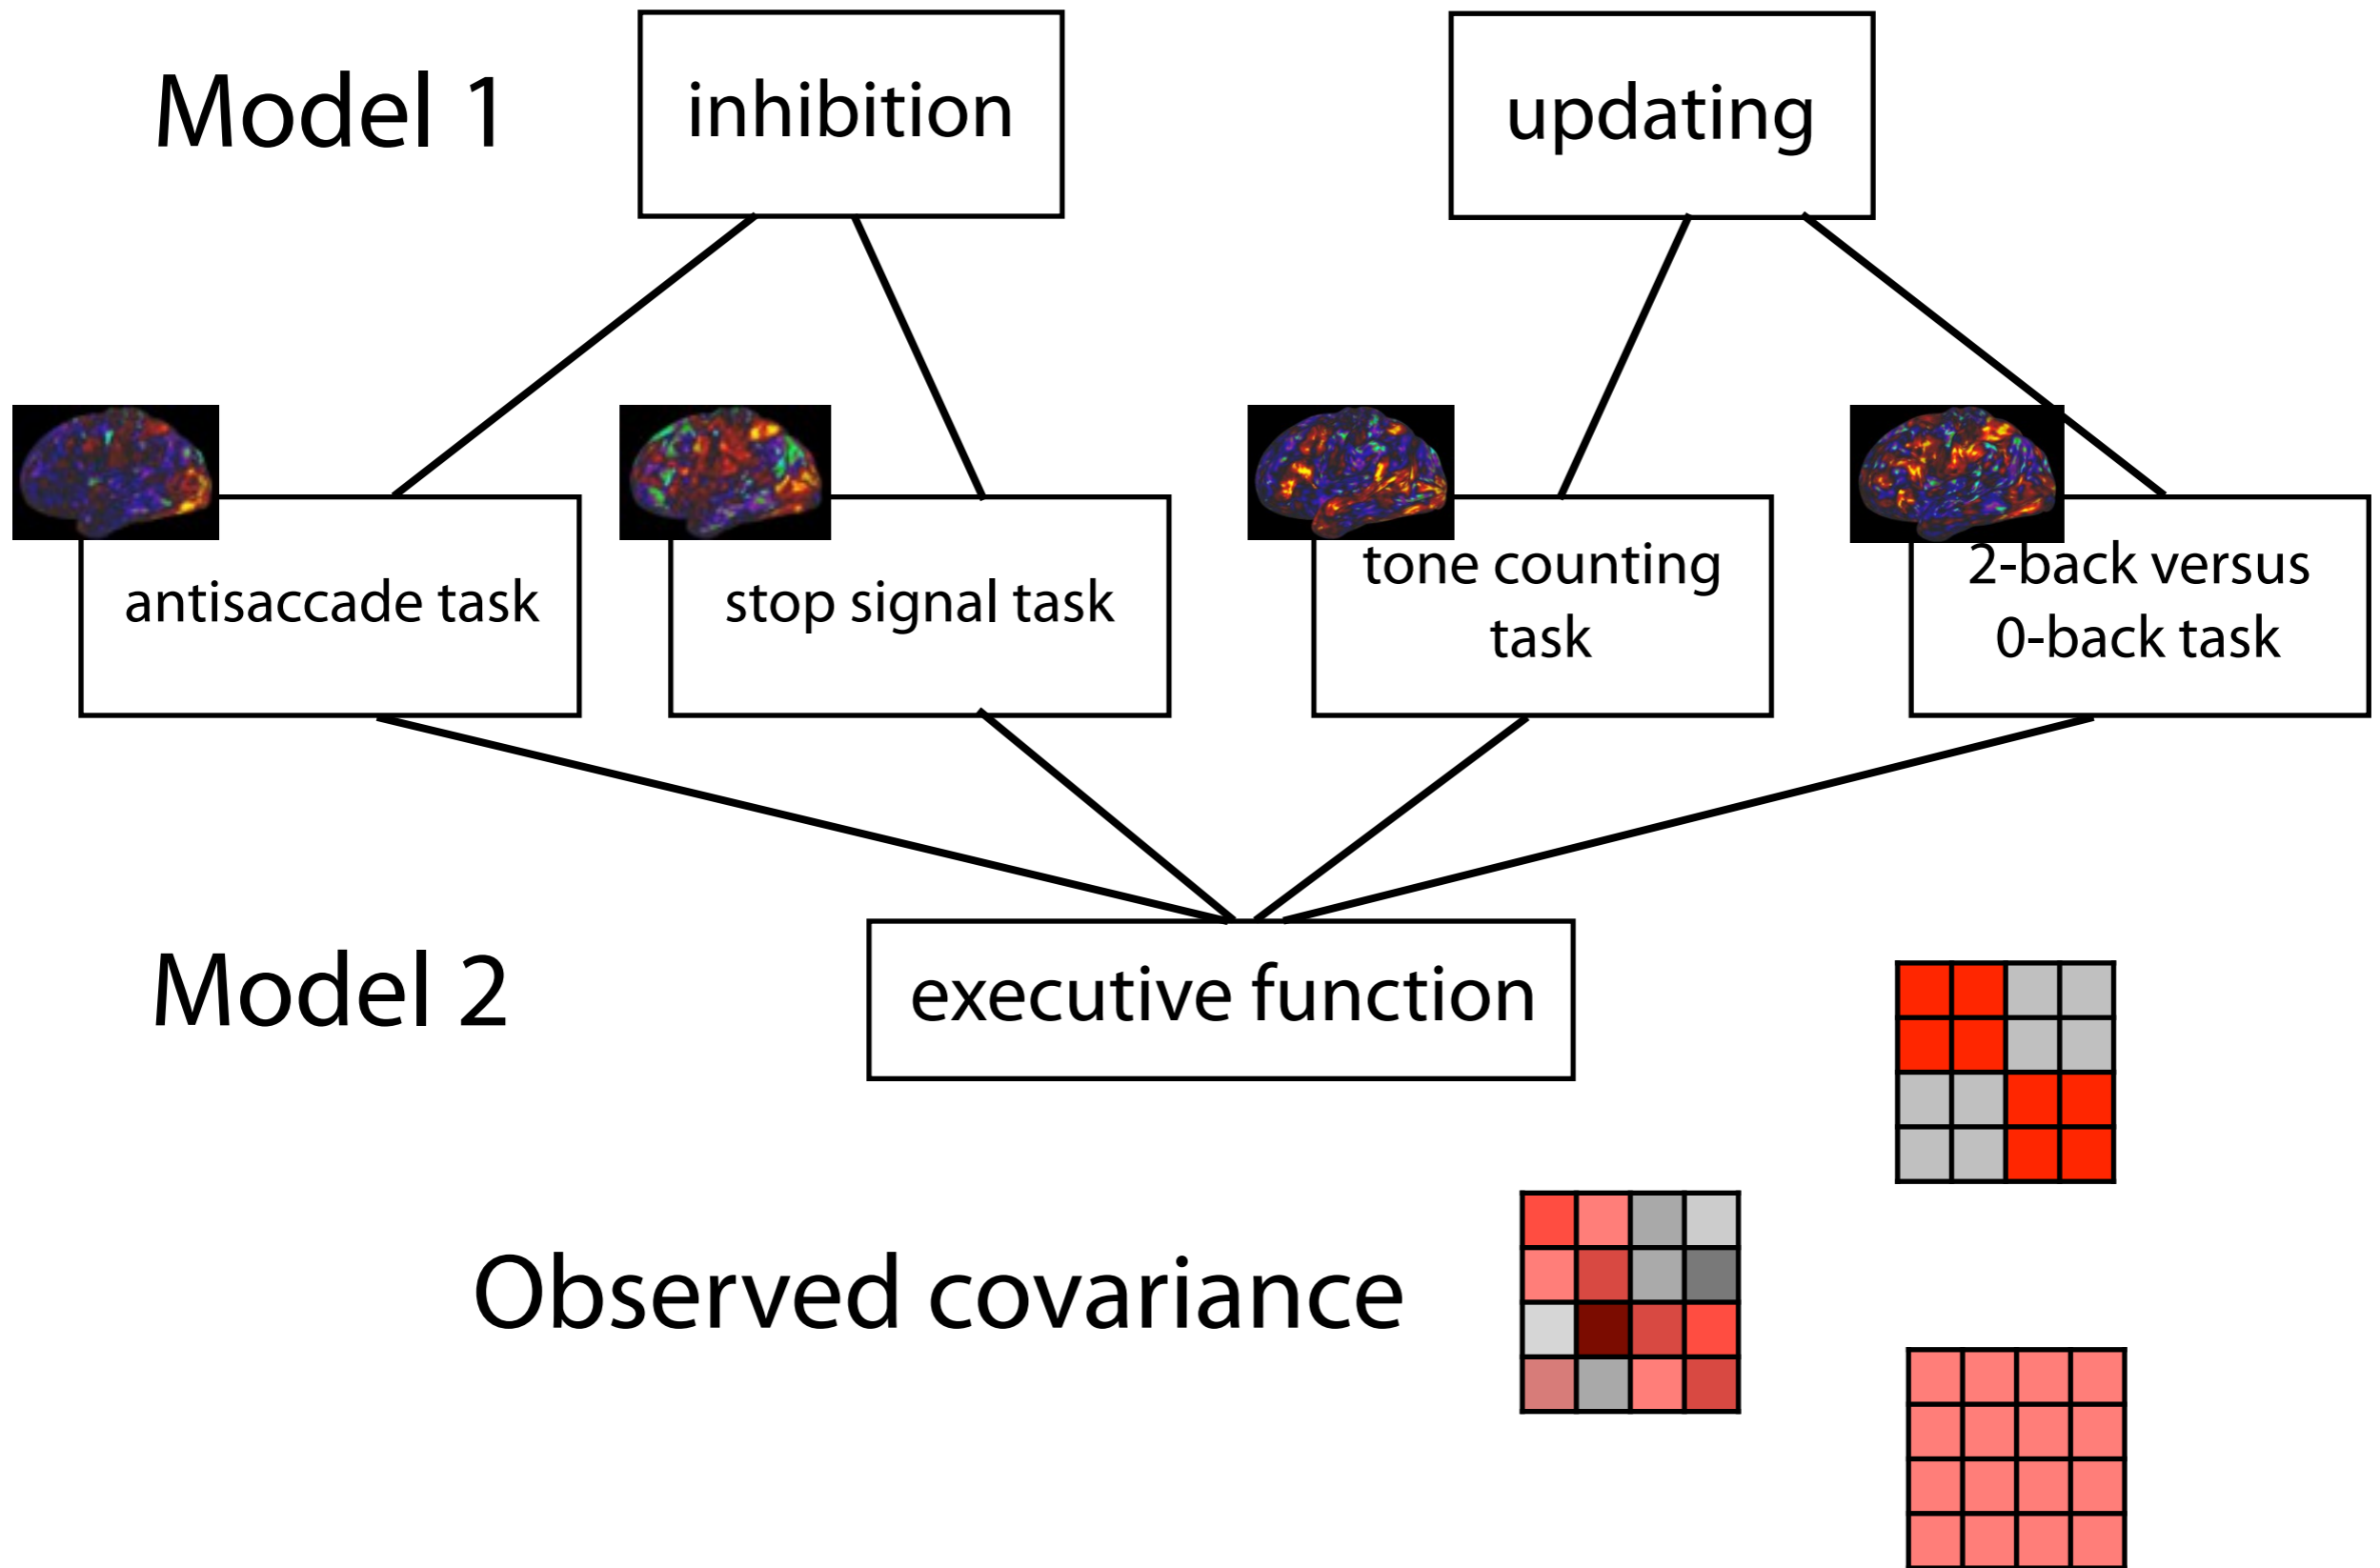 Model 1
inhibition
updating
antisaccade task
stop signal task
tone counting
task
2-back versus
0-back task
Model 2
executive function
Observed covariance